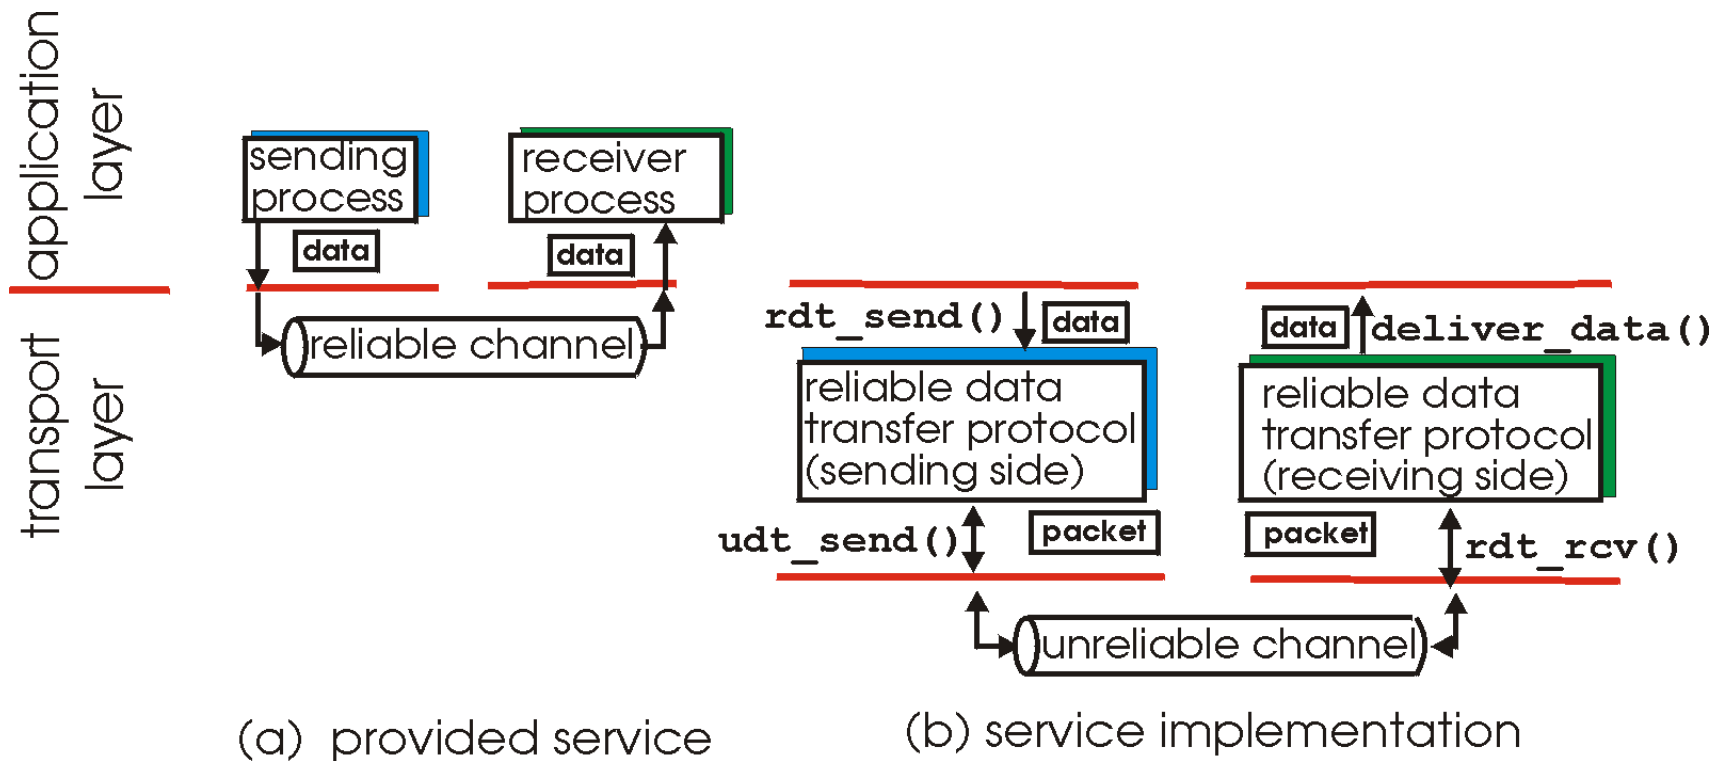 application
layer
transport
layer
sending
process
data
receiver
process
data
reliable channel
(a) provided service
rdt_send()
data
reliable data
transfer protocol
(sending side)
udt_send()
packet
data
deliver_data()
reliable data
transfer protocol
(receiving side)
packet
rdt_rcv()
unreliable channel
(b) service implementation